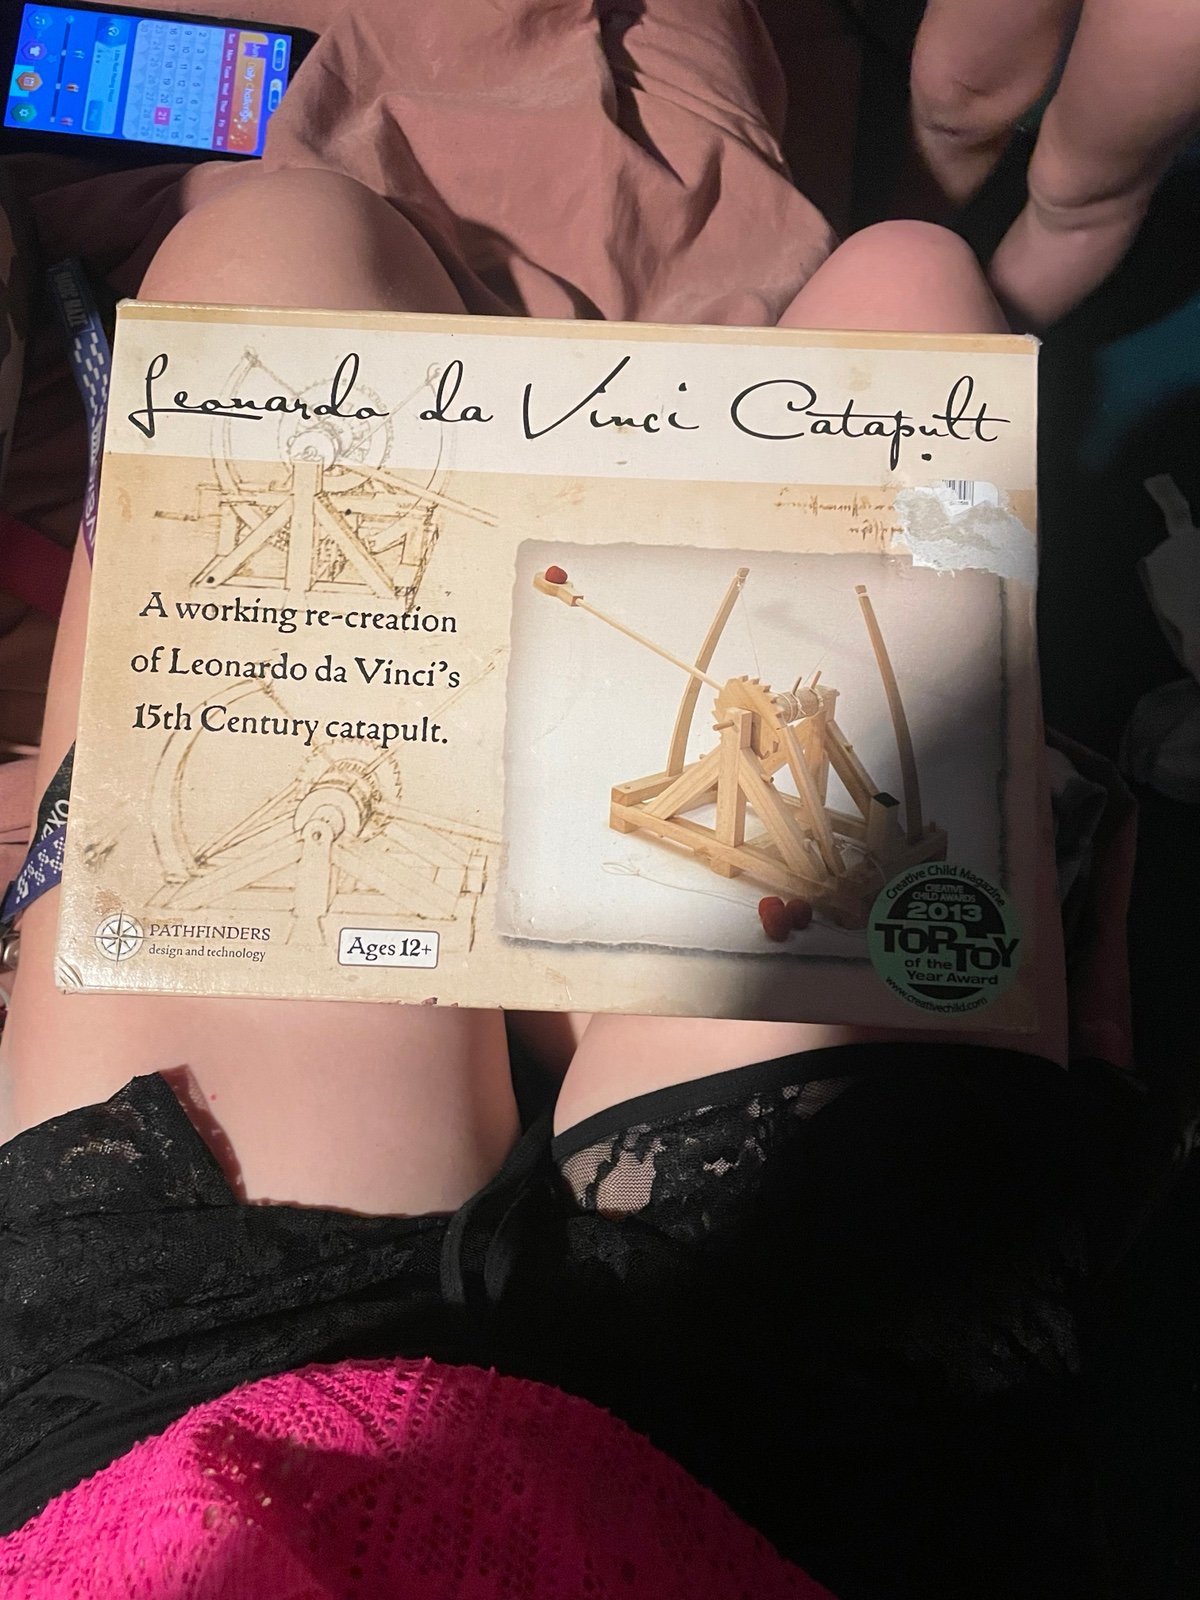 Leonardo da Vinci Catapult
A working re-creation
of Leonardo da Vinci's
15th Century catapult.
PATHFINDERS
design and technology
Ages 12+
Creative Child Magazine
CREATIVE
CHILD AWARDS
2013
TOP TOY
of the
Year Award
www.creativechild.com